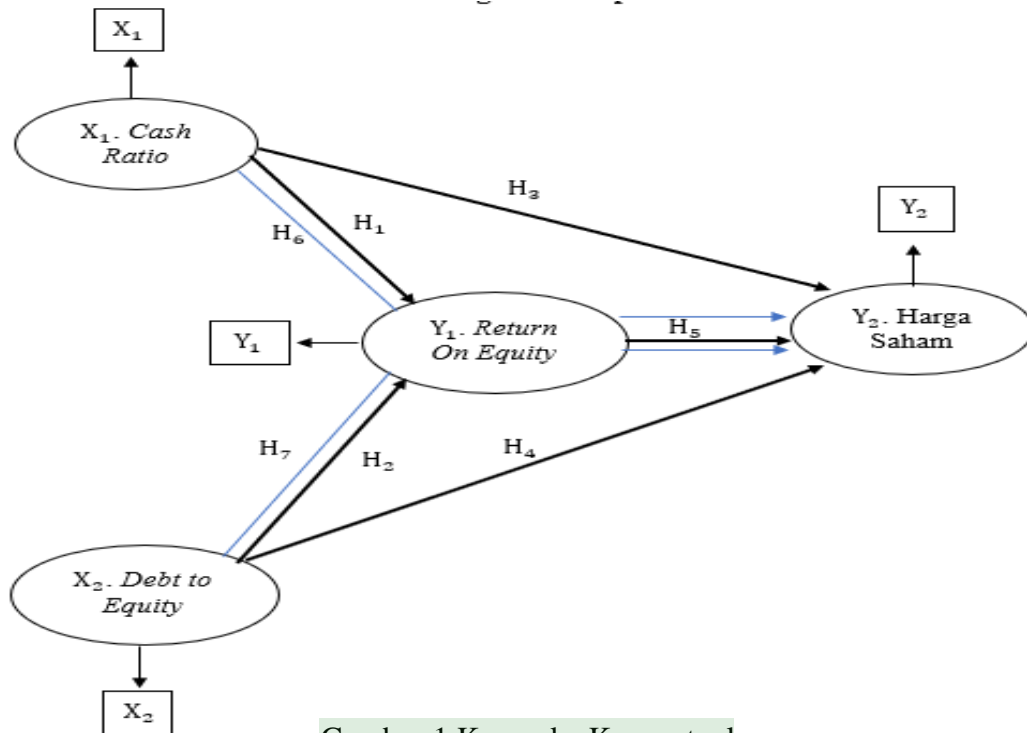 X₁
X₁. Cash
Ratio
H₃
Y₂
H₁
H₆
Y₁
Y₁. Return
On Equity
H₅
Y₂. Harga
Saham
H₇
H₂
H₄
X₂. Debt to
Equity
X₂